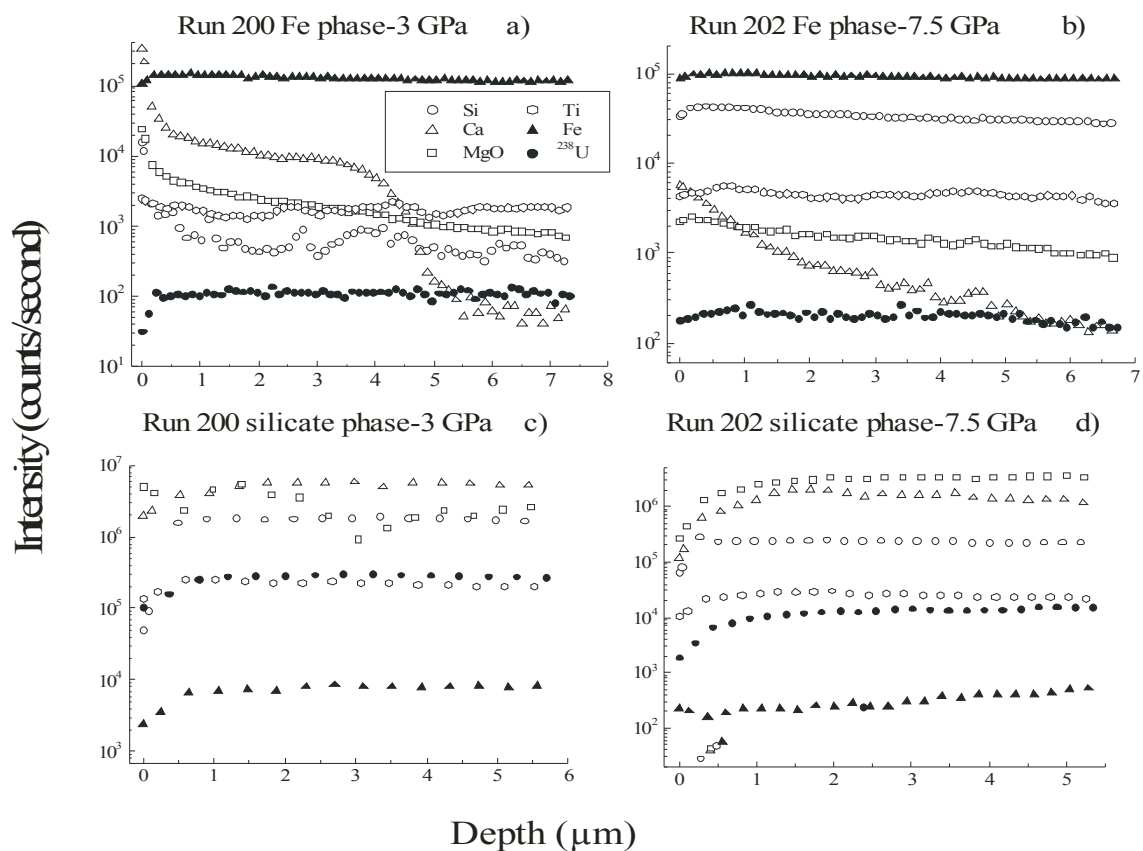 Run 200 Fe phase-3 GPa a)
Run 202 Fe phase-7.5 GPa b)
10^5
10^4
10^3
10^2
10^1
0 1 2 3 4 5 6 7 8
Si Ti
Ca Fe
MgO ^238U
10^5
10^4
10^3
10^2
0 1 2 3 4 5 6 7
Intensity (counts/second)
Run 200 silicate phase-3 GPa c)
Run 202 silicate phase-7.5 GPa d)
10^7
10^6
10^5
10^4
10^3
0 1 2 3 4 5 6
10^6
10^5
10^4
10^3
10^2
0 1 2 3 4 5
Depth (µm)